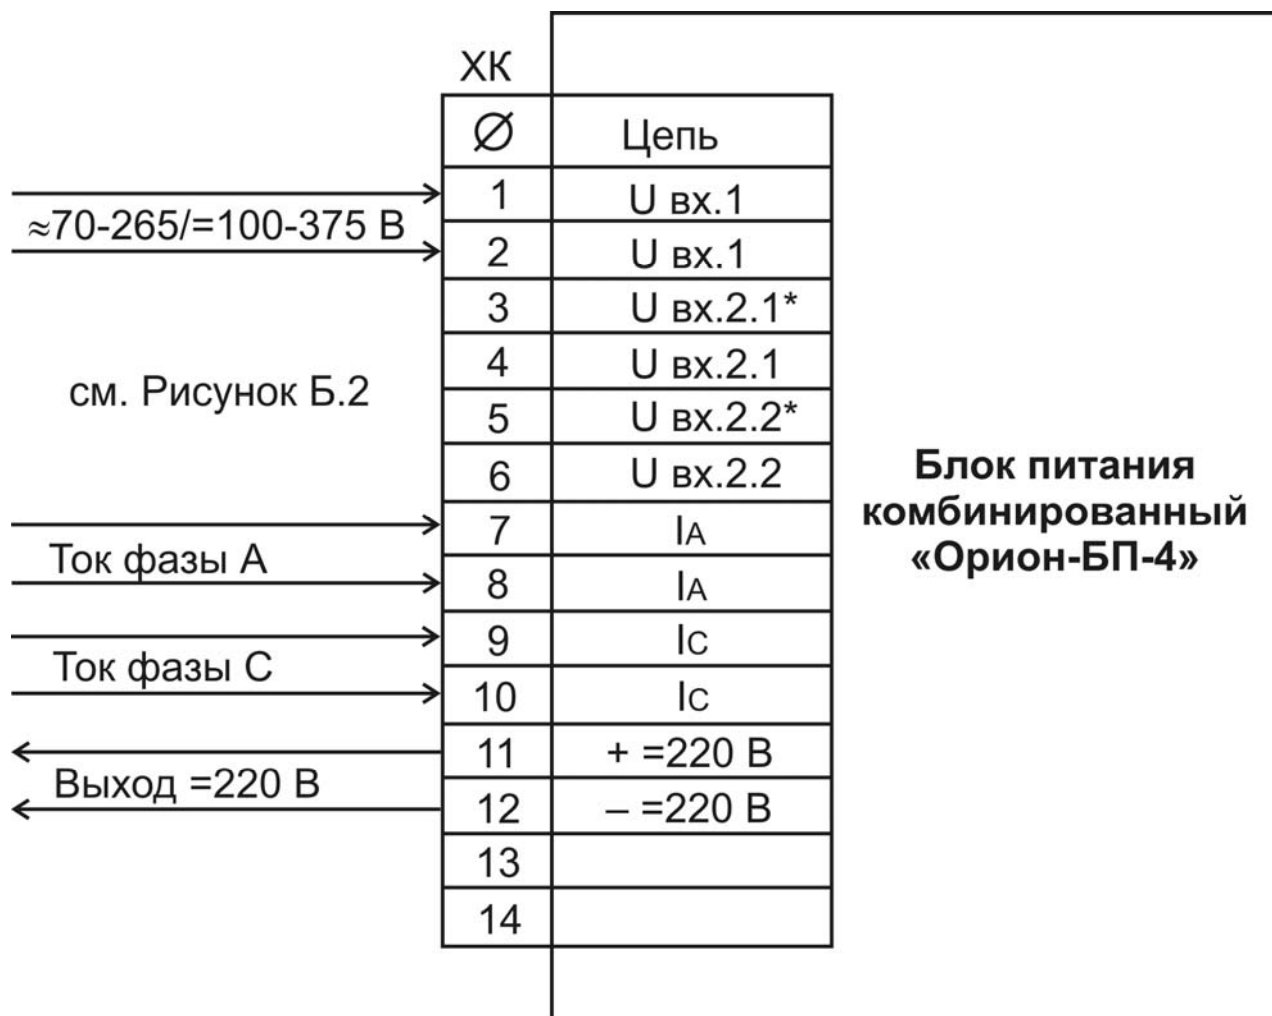 ХК
Ø Цепь
1 U вх.1
≈70-265/=100-375 В
2 U вх.1
3 U вх.2.1*
4 U вх.2.1
см. Рисунок Б.2
5 U вх.2.2*
6 U вх.2.2
7 IA
Ток фазы А
8 IA
9 IC
Ток фазы С
10 IC
11 + =220 В
Выход =220 В
12 – =220 В
13
14
Блок питания
комбинированный
«Орион-БП-4»